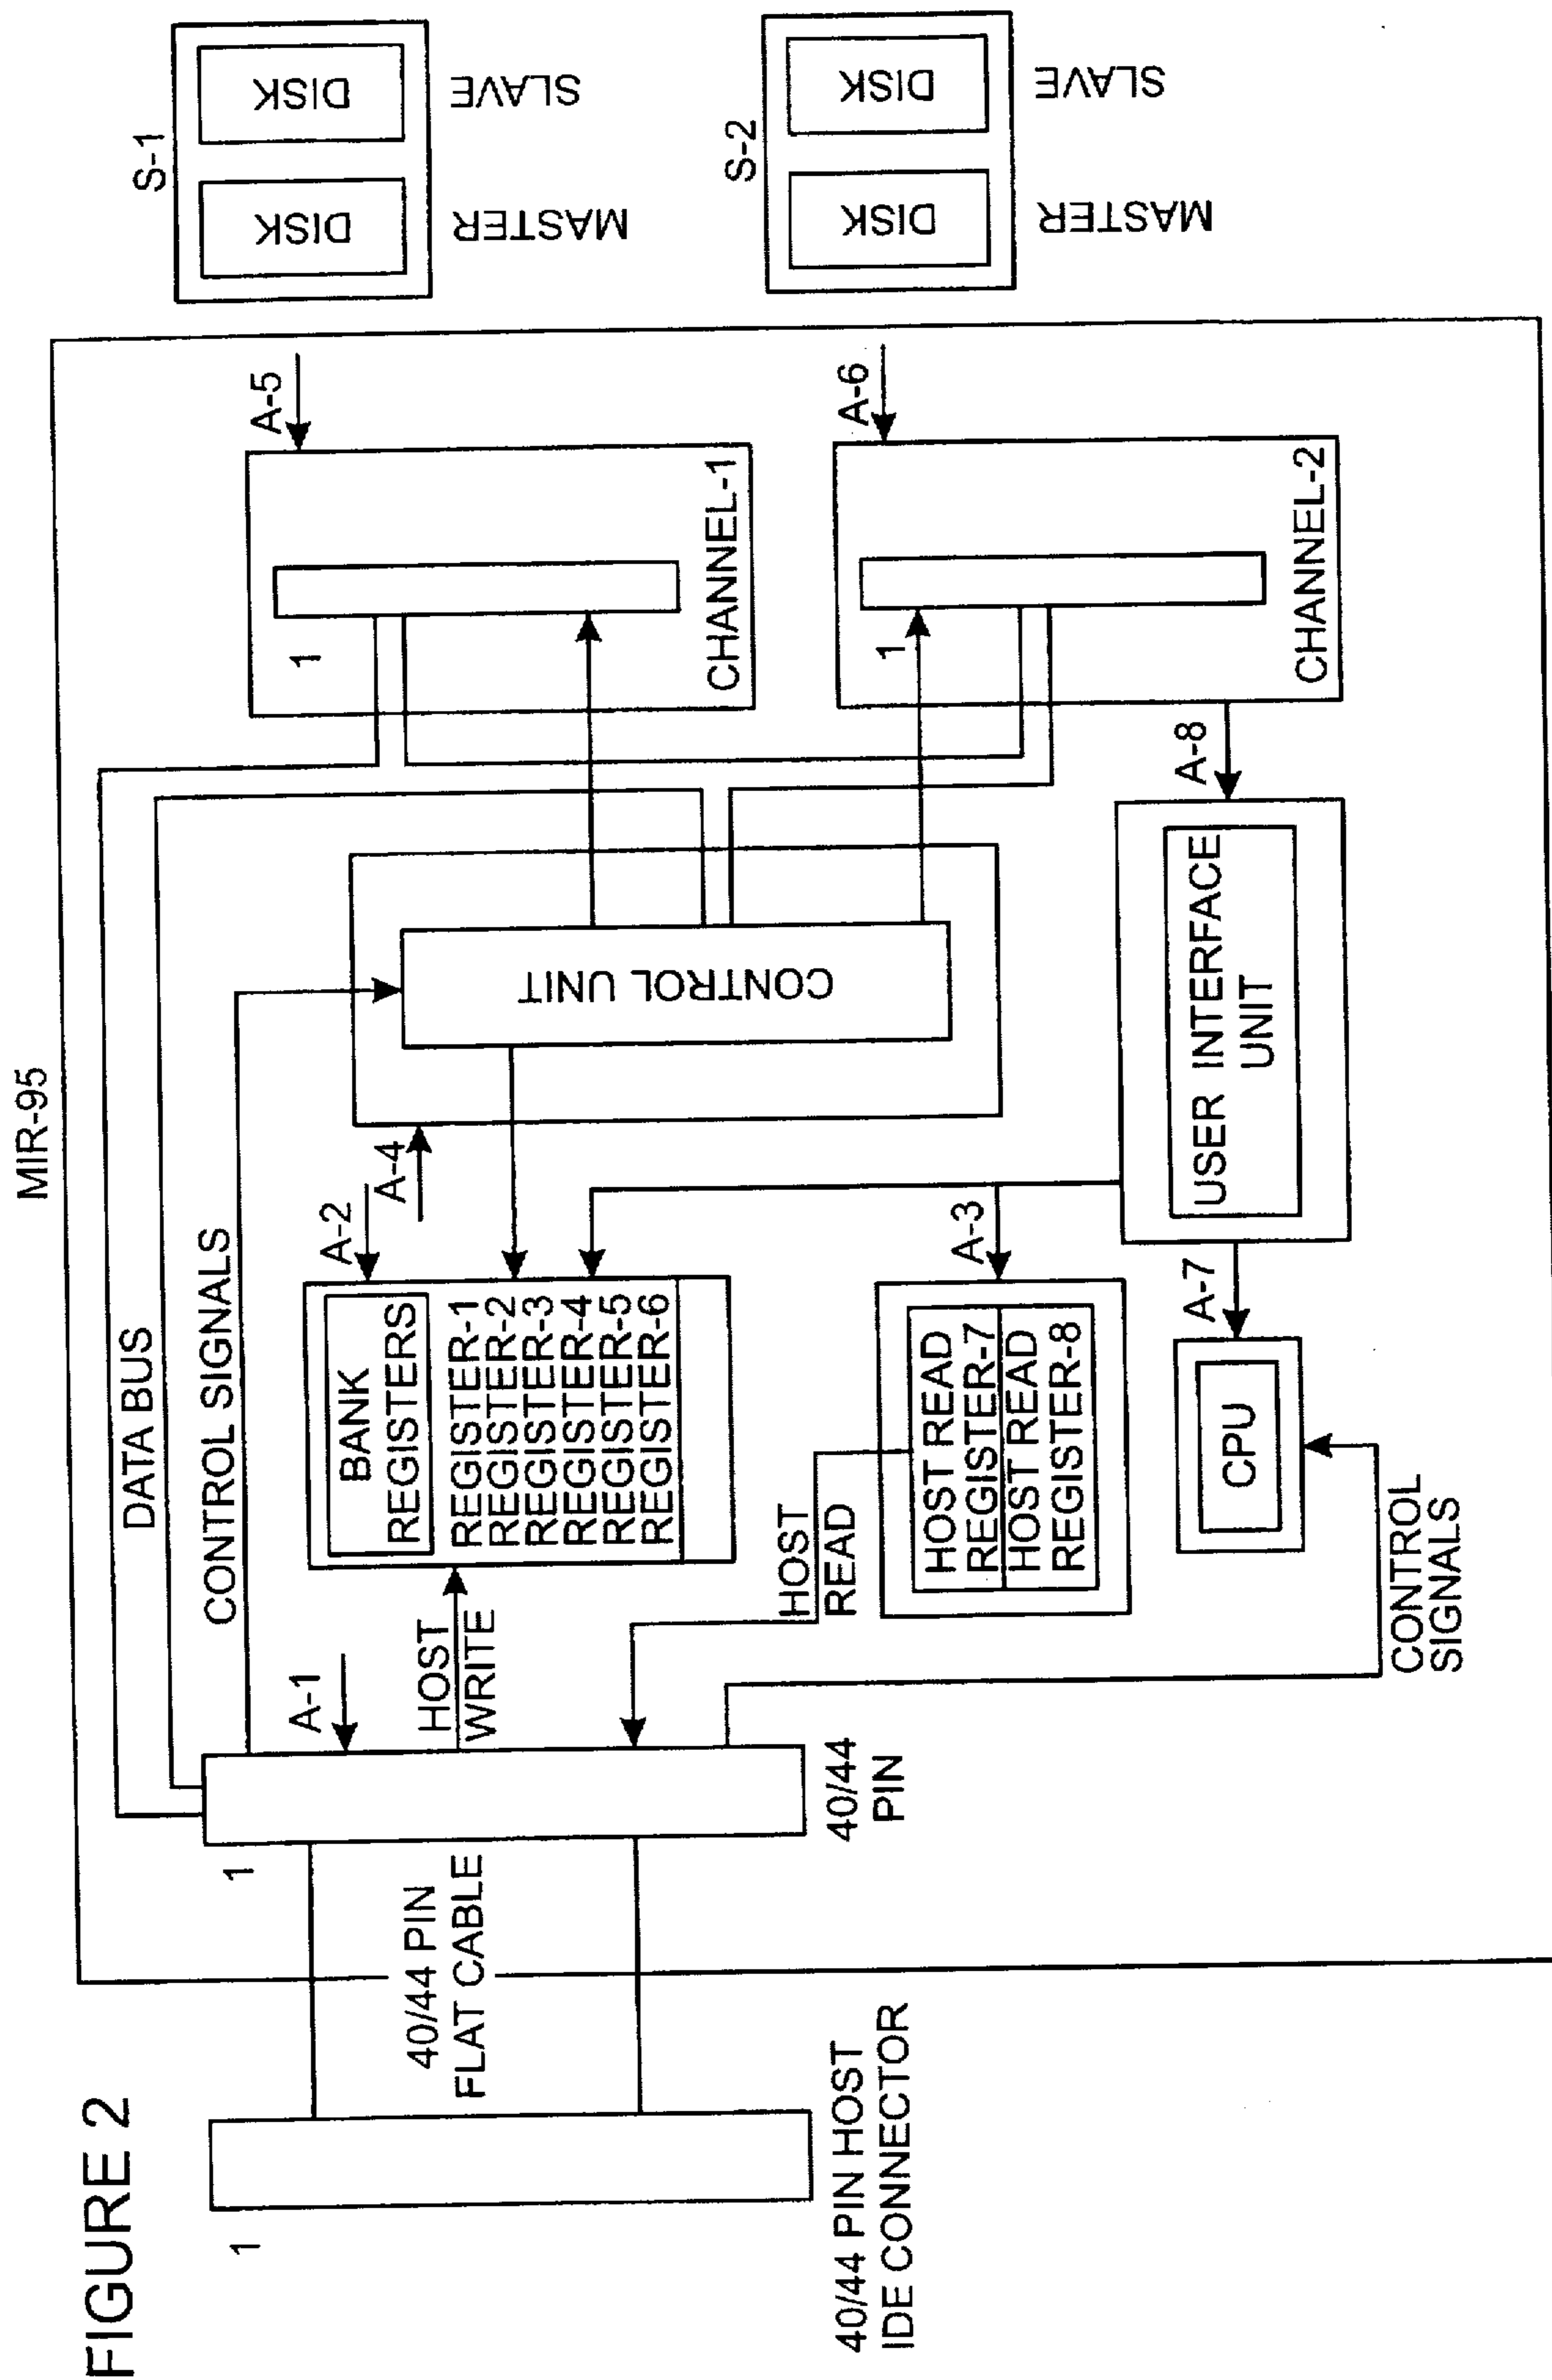 FIGURE 2
MIR-95
1
40/44 PIN HOST
IDE CONNECTOR
40/44 PIN
FLAT CABLE
1
40/44
PIN
DATA BUS
CONTROL SIGNALS
A-1
HOST
WRITE
HOST
READ
CONTROL
SIGNALS
A-2
BANK
REGISTERS
REGISTER-1
REGISTER-2
REGISTER-3
REGISTER-4
REGISTER-5
REGISTER-6
A-3
HOST READ
REGISTER-7
HOST READ
REGISTER-8
A-7
CPU
A-4
CONTROL UNIT
A-8
USER INTERFACE
UNIT
A-5
1
CHANNEL-1
A-6
1
CHANNEL-2
S-1
DISK
DISK
MASTER
SLAVE
S-2
DISK
DISK
MASTER
SLAVE